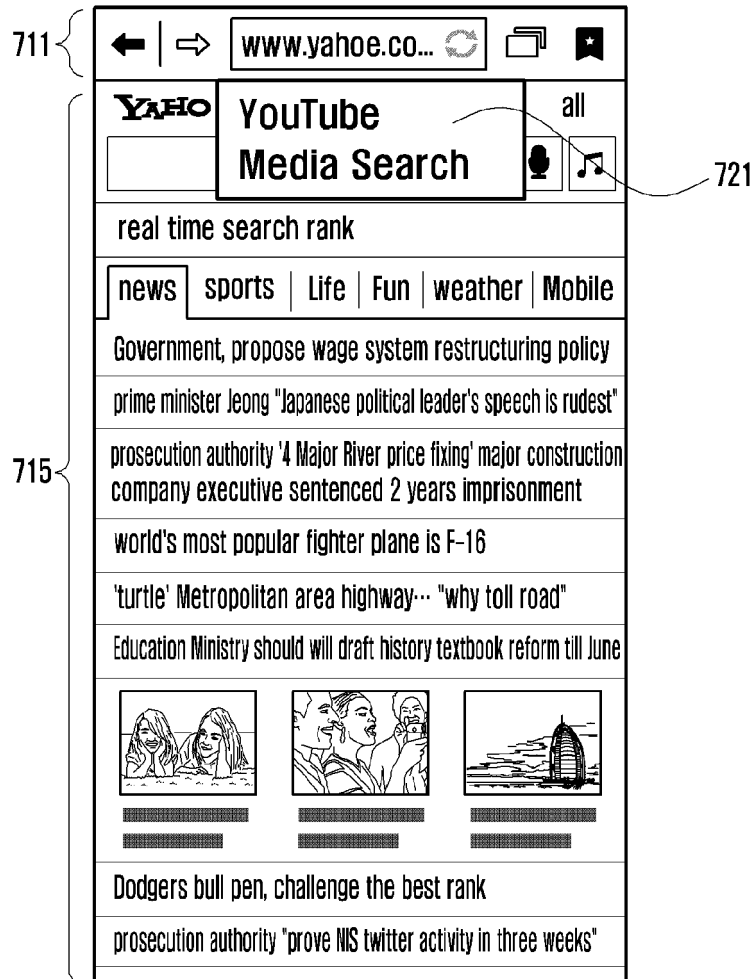 711
www.yahoe.co...
YAHO
YouTube
Media Search
all
721
real time search rank
news sports | Life | Fun | weather | Mobile
Government, propose wage system restructuring policy
prime minister Jeong "Japanese political leader's speech is rudest"
715
prosecution authority '4 Major River price fixing' major construction
company executive sentenced 2 years imprisonment
world's most popular fighter plane is F-16
'turtle' Metropolitan area highway··· "why toll road"
Education Ministry should will draft history textbook reform till June
Dodgers bull pen, challenge the best rank
prosecution authority "prove NIS twitter activity in three weeks"